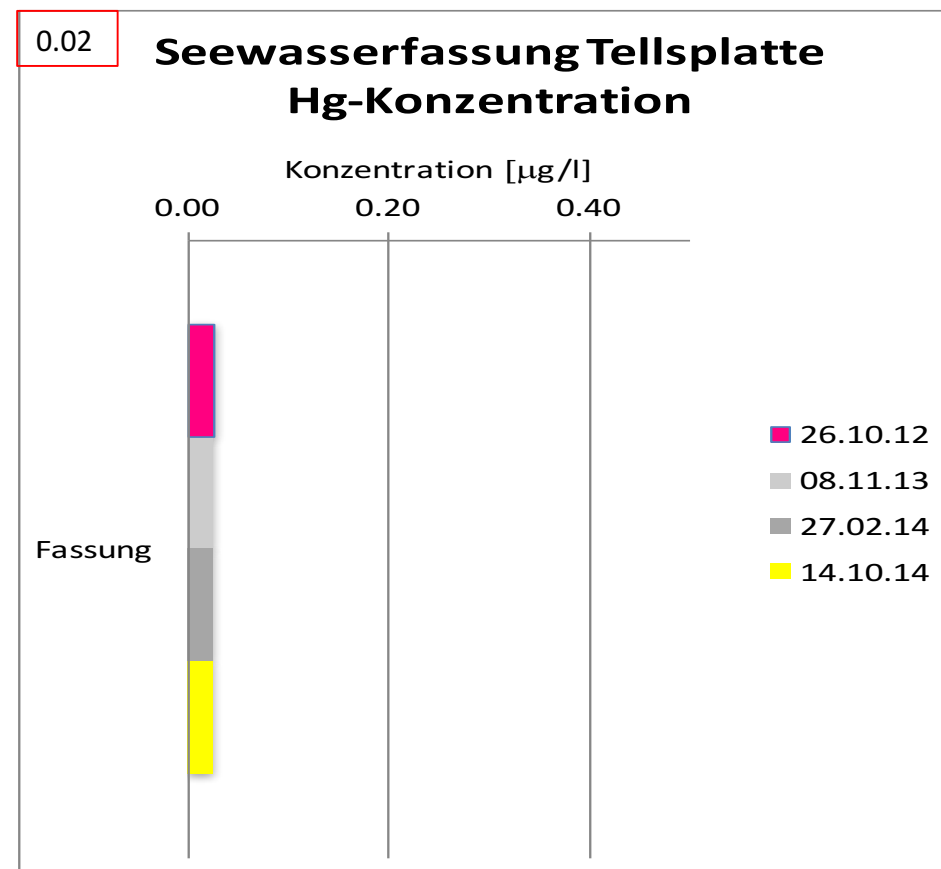 0.02
Seewasserfassung Tellsplatte
Hg-Konzentration
Konzentration [µg/l]
0.00 0.20 0.40
Fassung
26.10.12
08.11.13
27.02.14
14.10.14